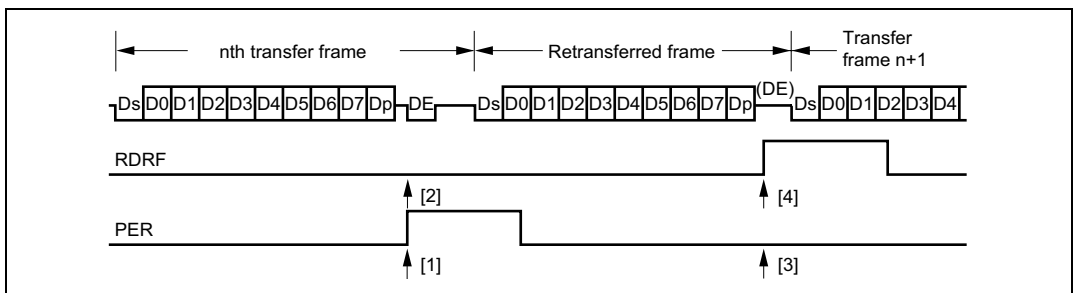 nth transfer frame
Retransferred frame
Transfer
frame n+1
Ds D0 D1 D2 D3 D4 D5 D6 D7 Dp DE Ds D0 D1 D2 D3 D4 D5 D6 D7 Dp (DE) Ds D0 D1 D2 D3 D4
RDRF
[2] [4]
PER
[1] [3]